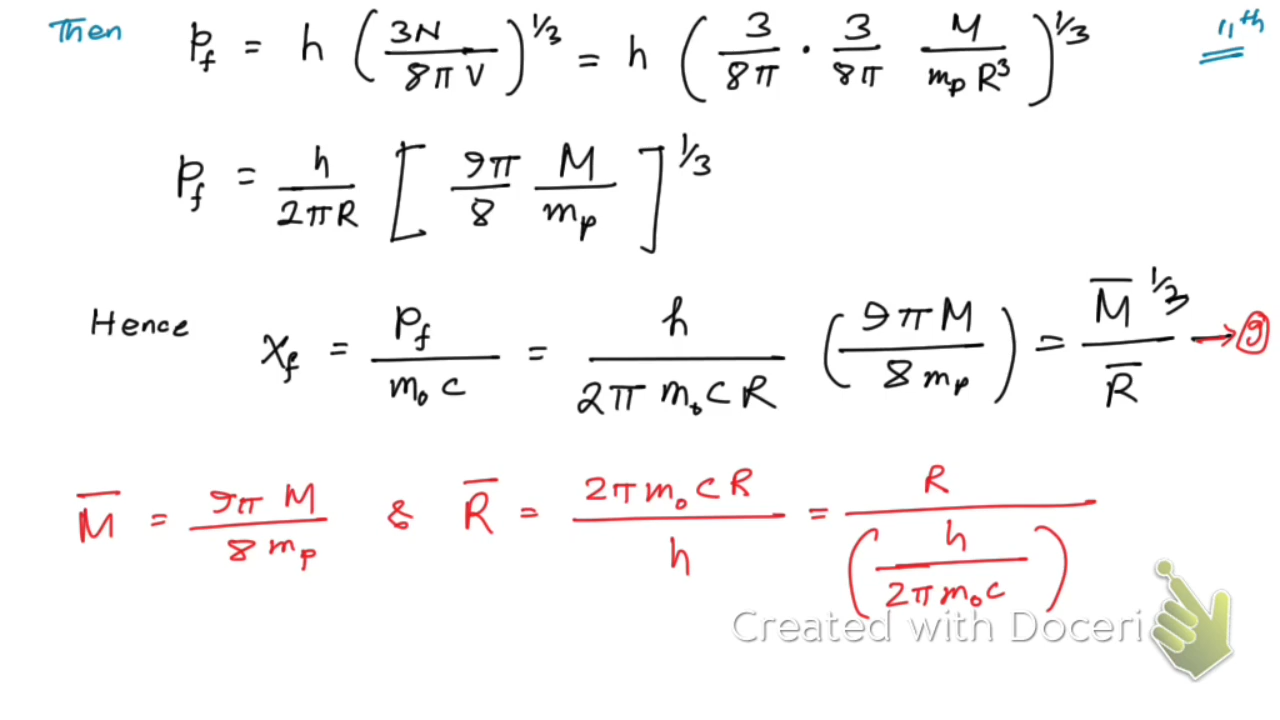 Then p_f = h (3N / 8π V)^1/3 = h (3 / 8π · 3 / 8π M / m_p R^3)^1/3 11th
p_f = h / 2πR [9π / 8 M / m_p]^1/3
Hence x_f = p_f / m_0 c = h / 2π m_0 c R (9π M / 8 m_p) = M̅^1/3 / R̅ → 9
M̅ = 9π M / 8 m_p & R̅ = 2π m_0 c R / h = R / (h / 2π m_0 c)
Created with Doceri